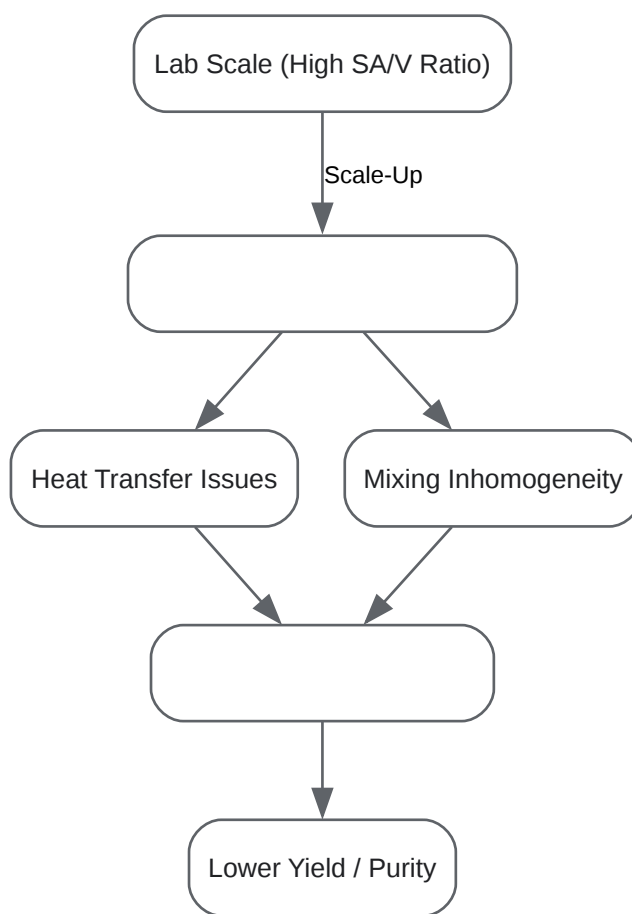 Lab Scale (High SA/V Ratio)
Scale-Up
Heat Transfer Issues
Mixing Inhomogeneity
Lower Yield / Purity